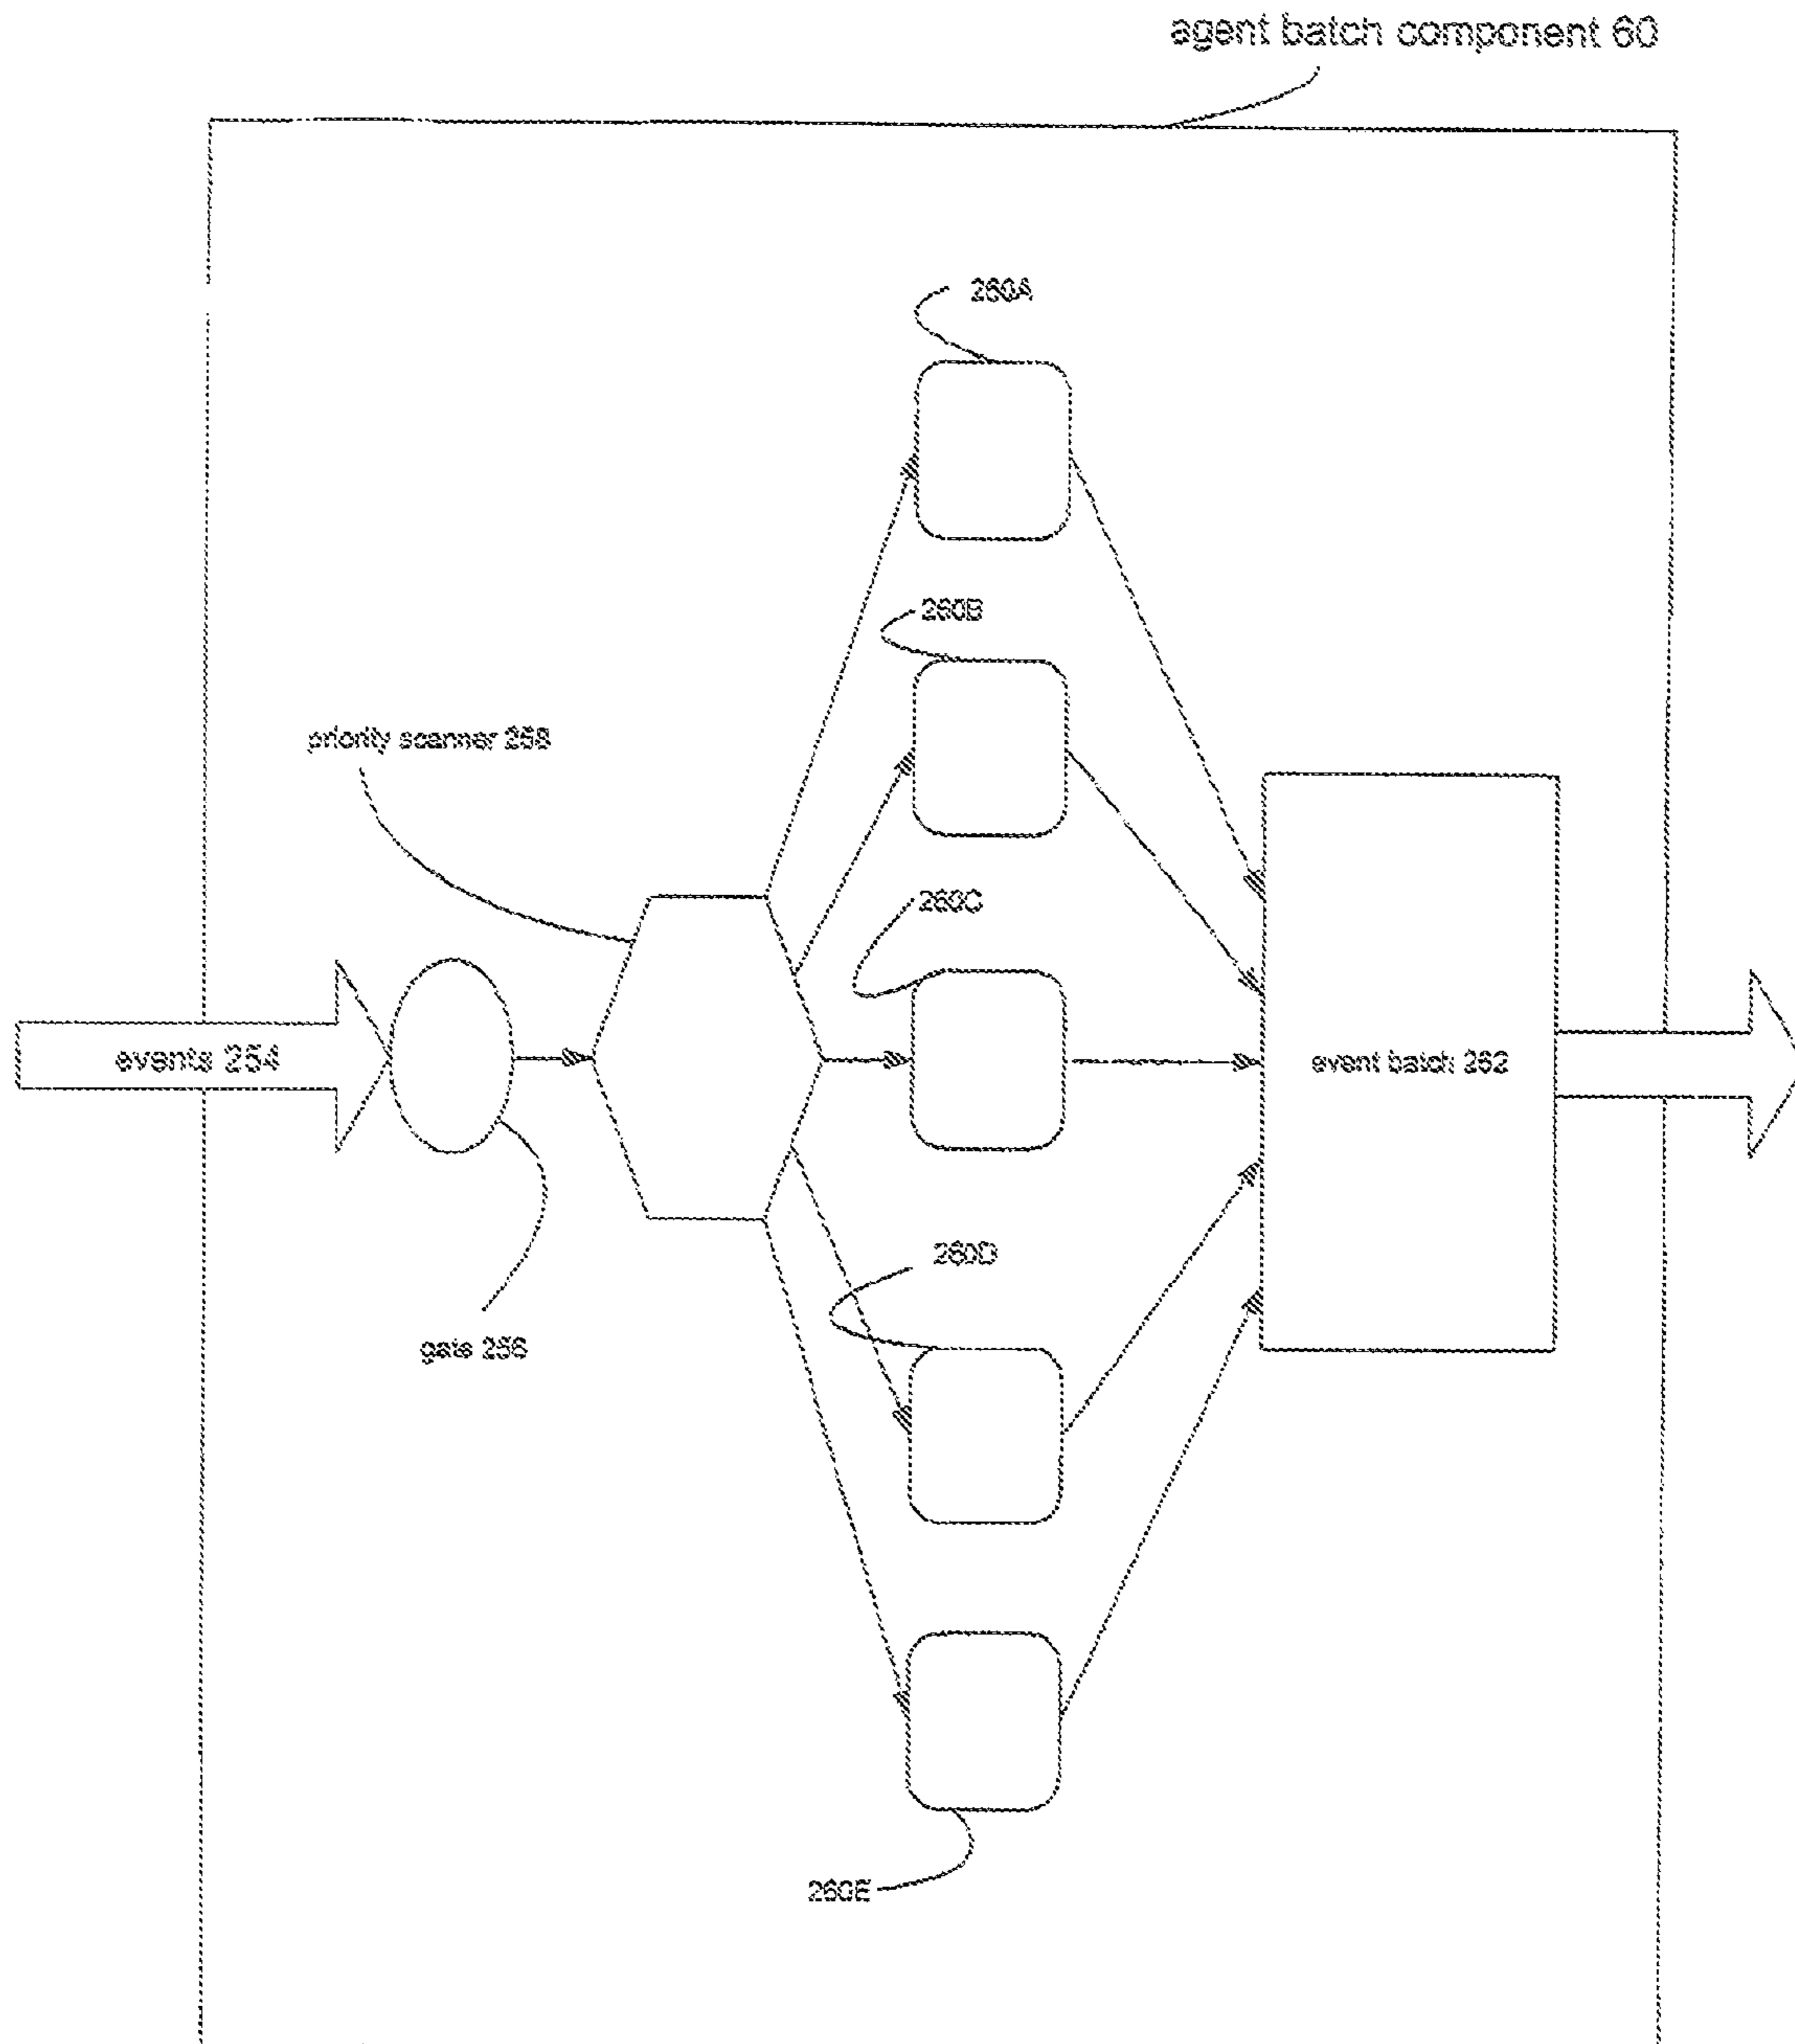 agent batch component 60
260A
260B
priority scanner 258
260C
events 254
event batch 262
260D
gate 256
260E